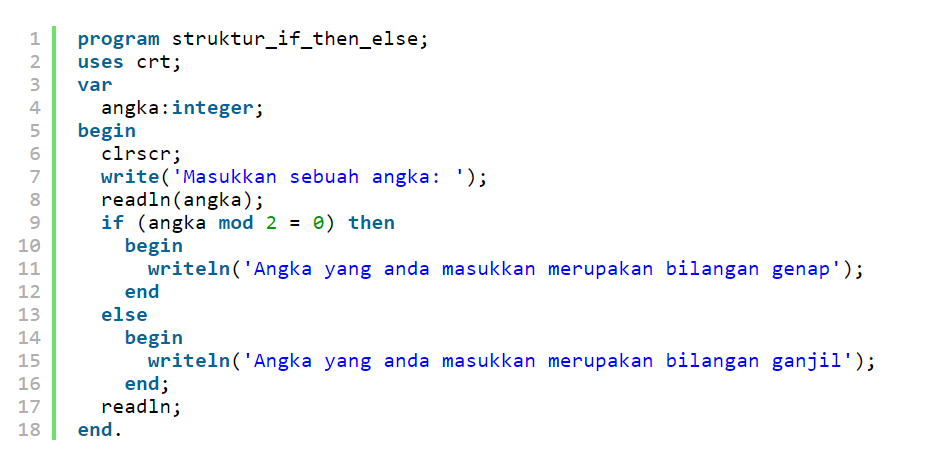 1 program struktur_if_then_else;
2 uses crt;
3 var
4   angka:integer;
5 begin
6   clrscr;
7   write('Masukkan sebuah angka: ');
8   readln(angka);
9   if (angka mod 2 = 0) then
10     begin
11       writeln('Angka yang anda masukkan merupakan bilangan genap');
12     end
13   else
14     begin
15       writeln('Angka yang anda masukkan merupakan bilangan ganjil');
16     end;
17   readln;
18 end.